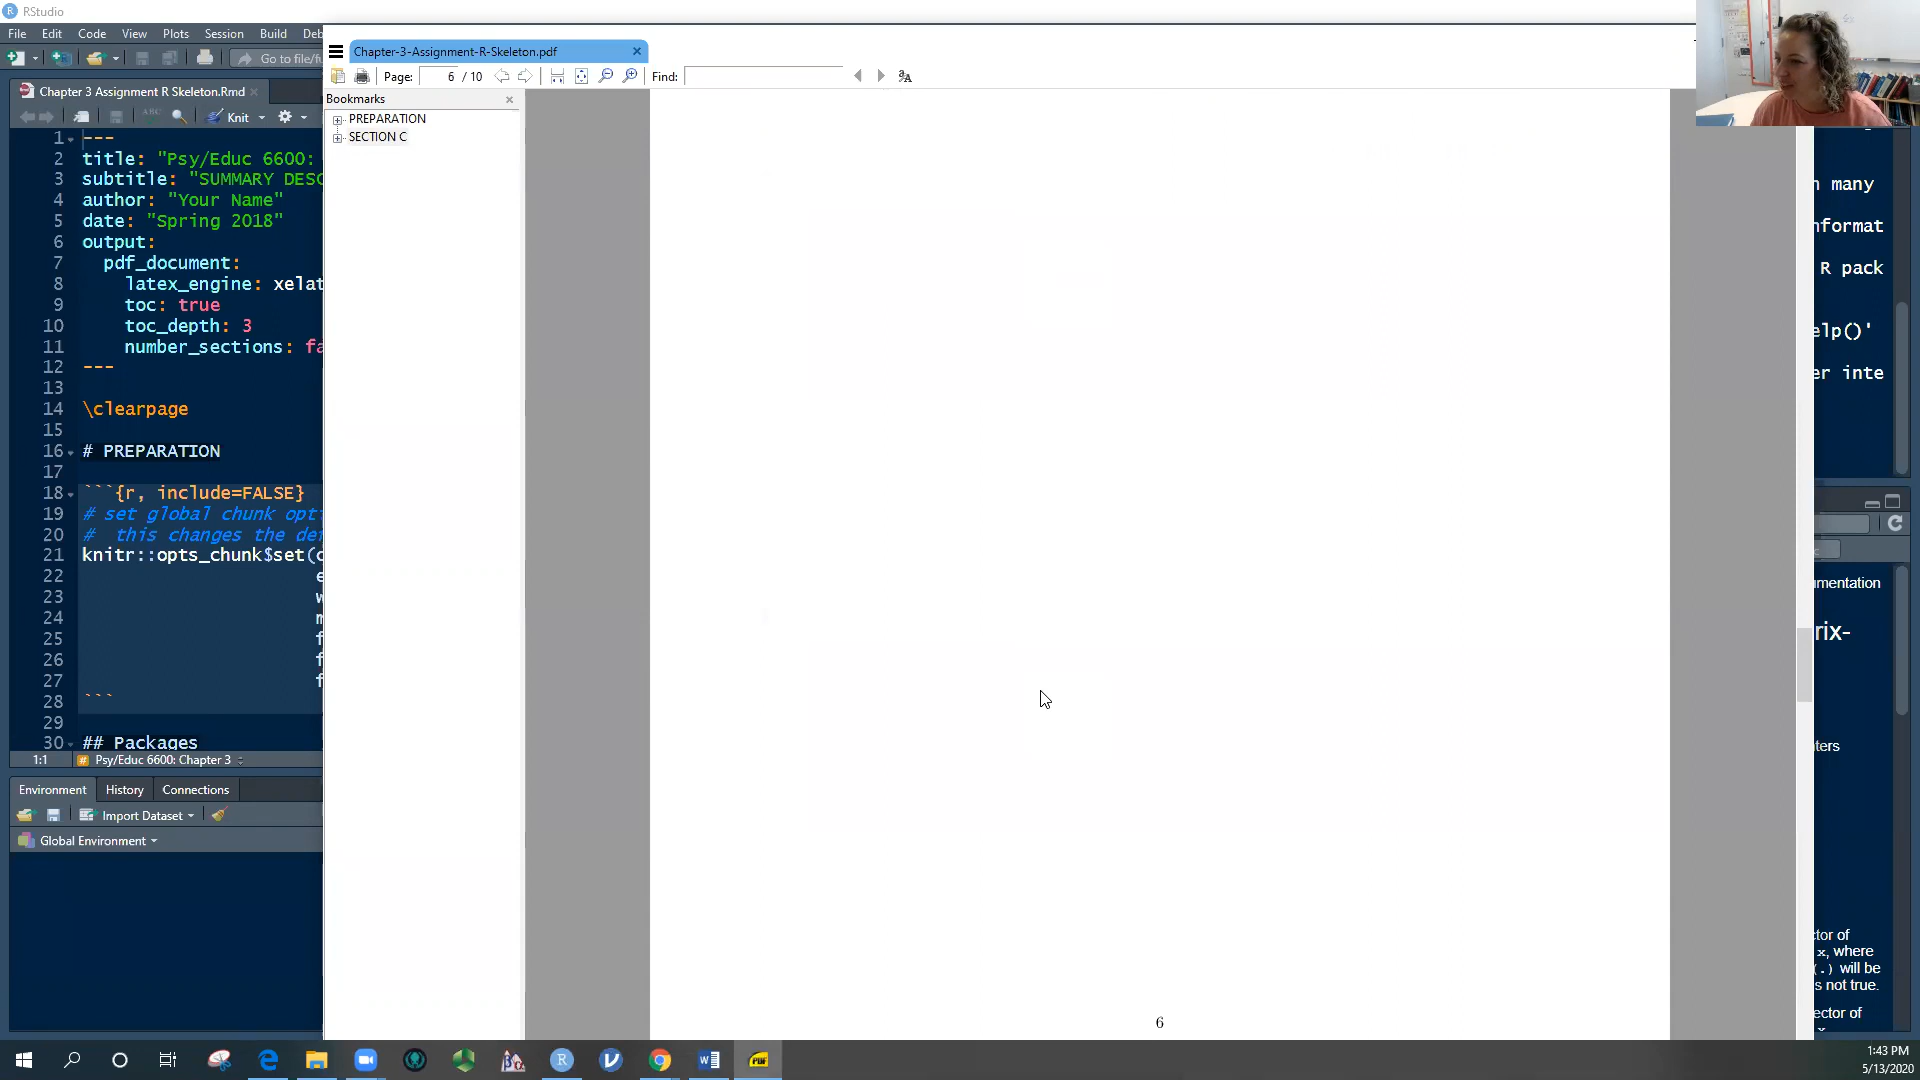 RStudio
File Edit Code View Plots Session Build Deb
Go to file/fu
Chapter 3 Assignment R Skeleton.Rmd
ABC Knit
1 ---
2 title: "Psy/Educ 6600:
3 subtitle: "SUMMARY DESC
4 author: "Your Name"
5 date: "Spring 2018"
6 output:
7 pdf_document:
8 latex_engine: xelat
9 toc: true
10 toc_depth: 3
11 number_sections: fa
12 ---
13
14 \clearpage
15
16 # PREPARATION
17
18 ```{r, include=FALSE}
19 # set global chunk opti
20 # this changes the def
21 knitr::opts_chunk$set(c
22 e
23 w
24 m
25 f
26 f
27 f
28 ```
29
30 ## Packages
1:1 # Psy/Educ 6600: Chapter 3
Environment History Connections
Import Dataset
Global Environment
Chapter-3-Assignment-R-Skeleton.pdf
Page: 6 / 10 Find:
Bookmarks
PREPARATION
SECTION C
6
n many
nformat
R pack
elp()'
er inte
umentation
rix-
ters
ctor of
x, where
(.) will be
s not true.
ector of
x
1:43 PM
5/13/2020